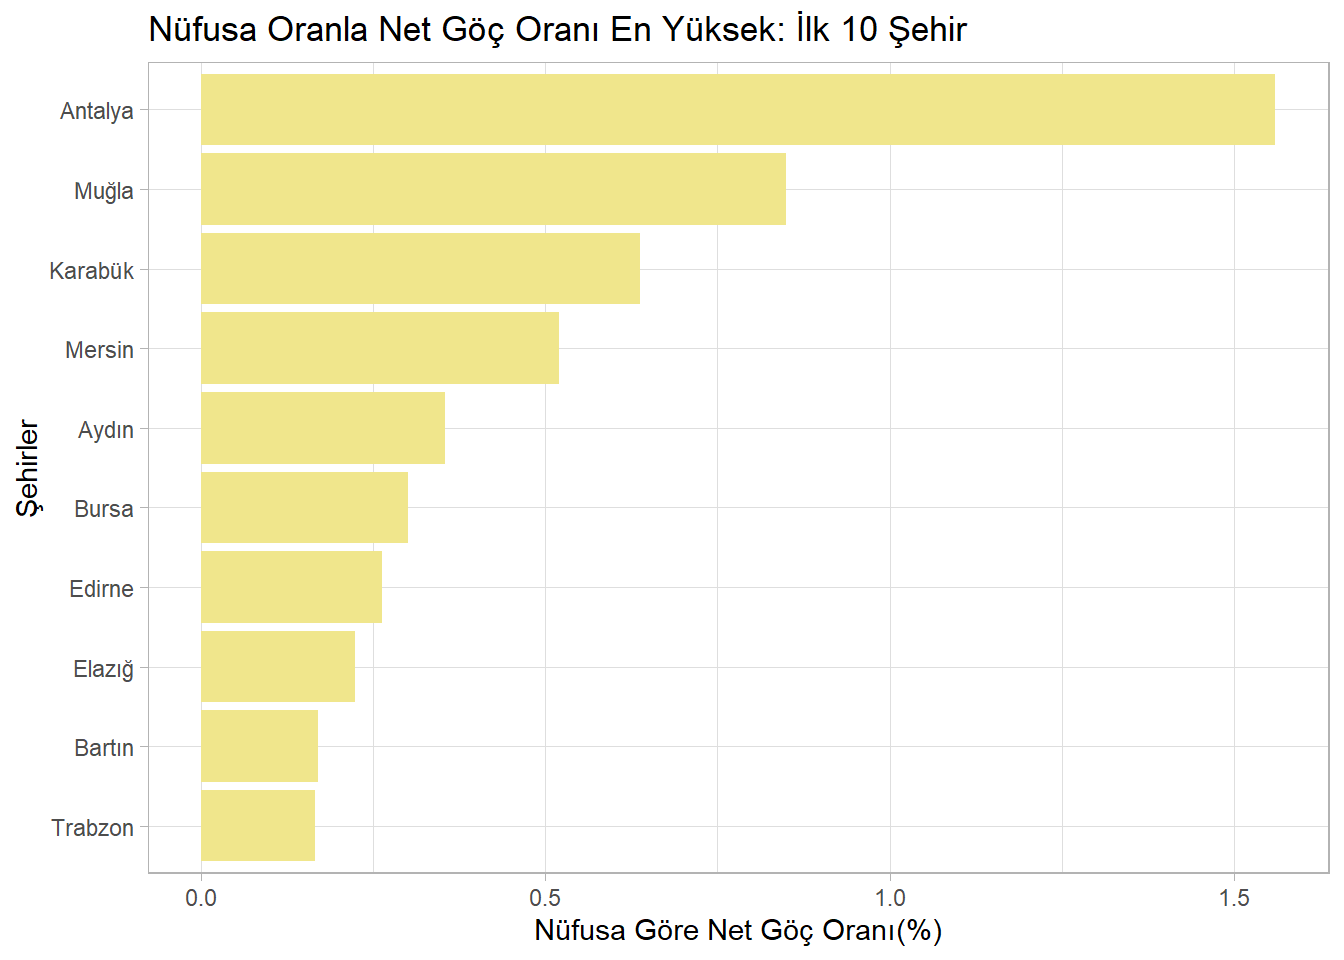 Nüfusa Oranla Net Göç Oranı En Yüksek: İlk 10 Şehir
Şehirler
Antalya
Muğla
Karabük
Mersin
Aydın
Bursa
Edirne
Elazığ
Bartın
Trabzon
0.0 0.5 1.0 1.5
Nüfusa Göre Net Göç Oranı(%)